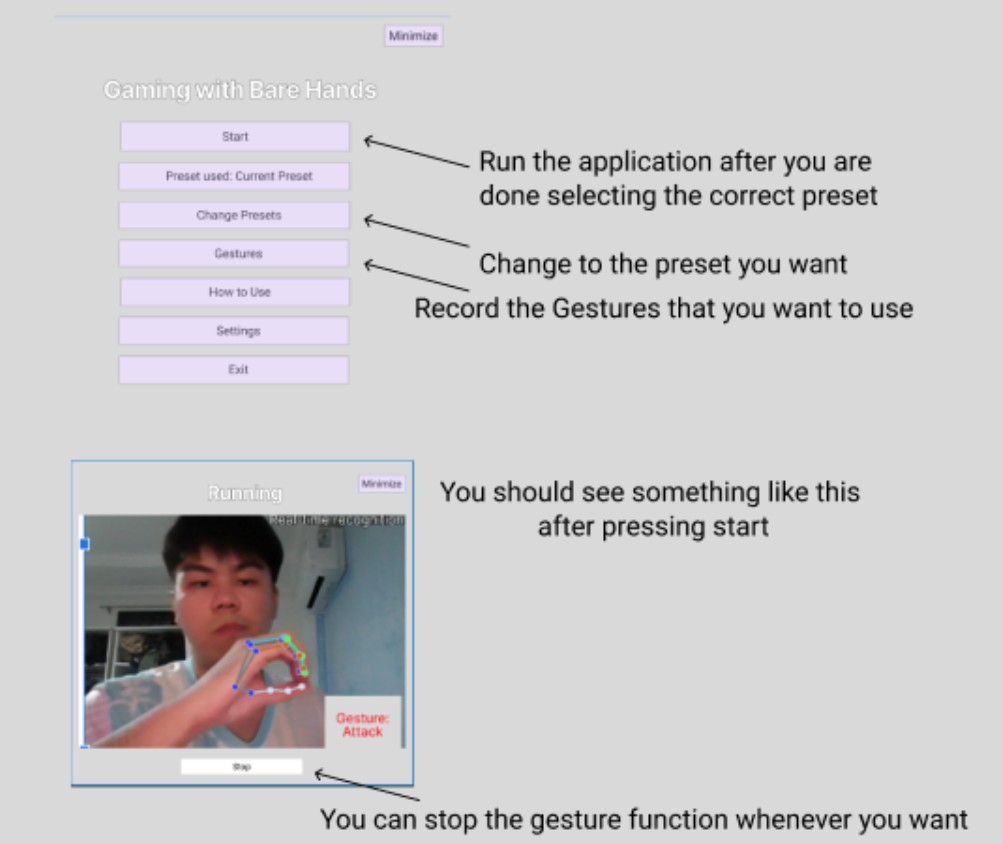 Minimize
Gaming with Bare Hands
Start
Run the application after you are
done selecting the correct preset
Preset used: Current Preset
Change Presets
Change to the preset you want
Gestures
Record the Gestures that you want to use
How to Use
Settings
Exit
Running
Minimize
You should see something like this
after pressing start
Real-time recognition
Gesture:
Attack
Stop
You can stop the gesture function whenever you want